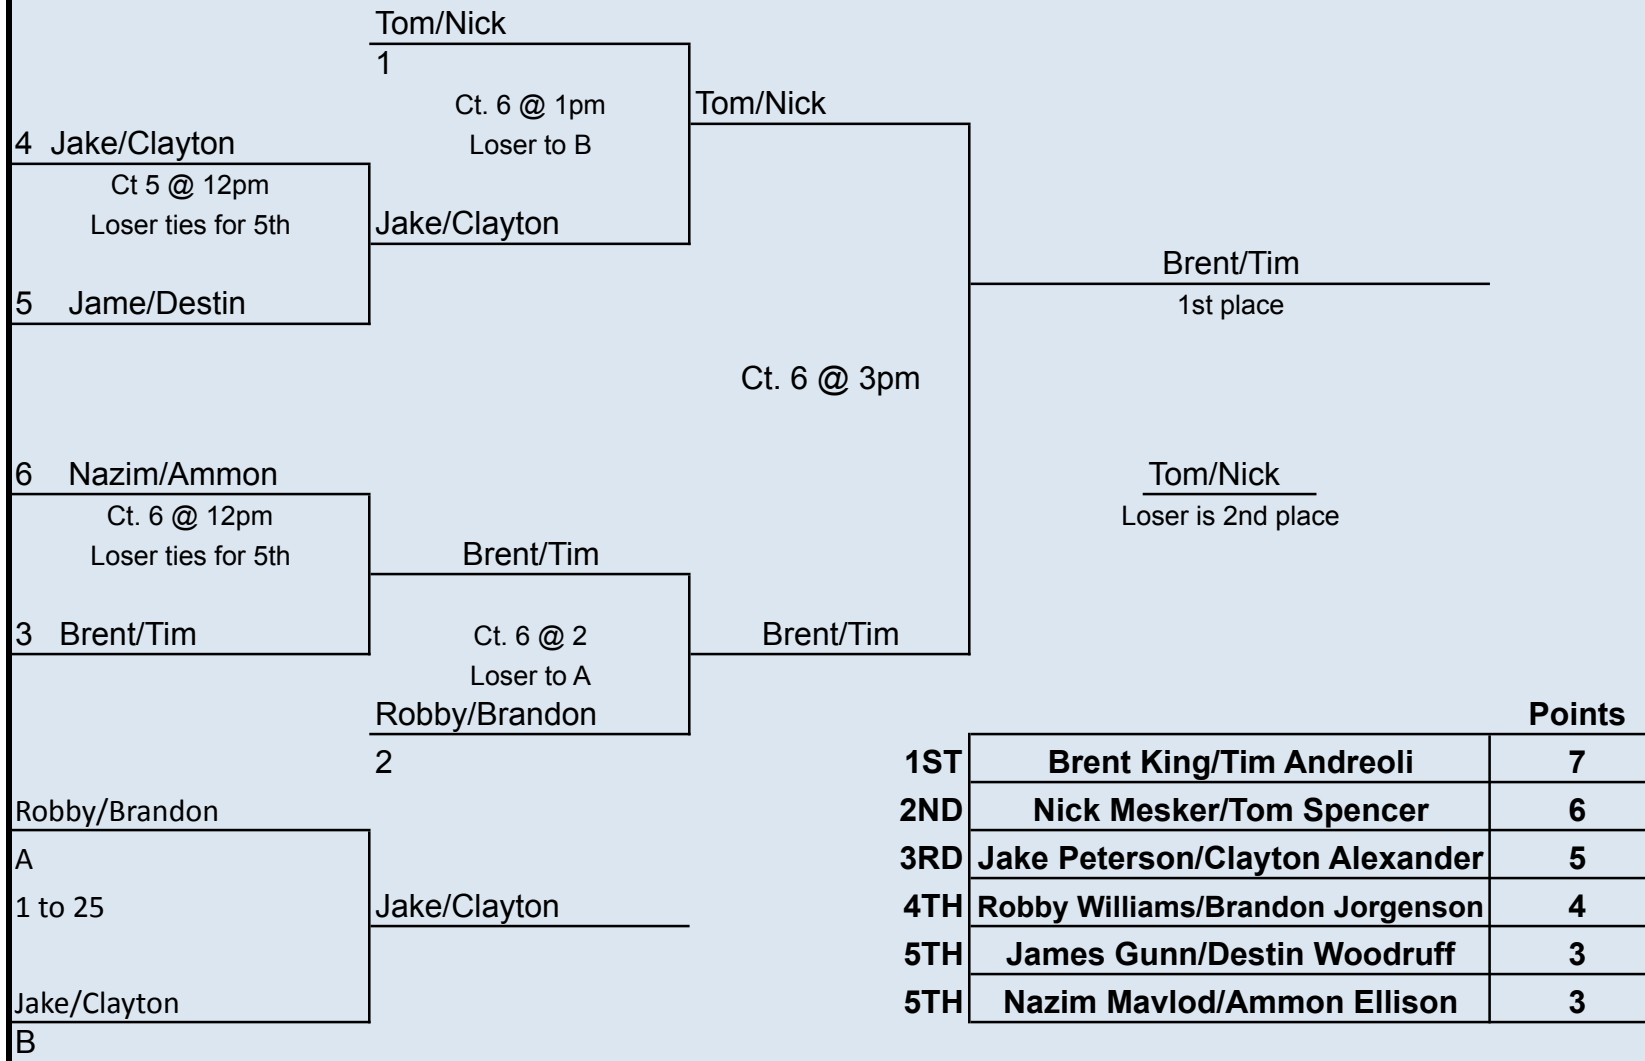 Tom/Nick
1
Ct. 6 @ 1pm
Loser to B
Tom/Nick
4 Jake/Clayton
Ct 5 @ 12pm
Loser ties for 5th
Jake/Clayton
5 Jame/Destin
Brent/Tim
1st place
Ct. 6 @ 3pm
6 Nazim/Ammon
Ct. 6 @ 12pm
Loser ties for 5th
Tom/Nick
Loser is 2nd place
Brent/Tim
3 Brent/Tim
Ct. 6 @ 2
Loser to A
Brent/Tim
Robby/Brandon
2
Robby/Brandon
A
1 to 25
Jake/Clayton
Jake/Clayton
B
Points
1ST Brent King/Tim Andreoli 7
2ND Nick Mesker/Tom Spencer 6
3RD Jake Peterson/Clayton Alexander 5
4TH Robby Williams/Brandon Jorgenson 4
5TH James Gunn/Destin Woodruff 3
5TH Nazim Mavlod/Ammon Ellison 3